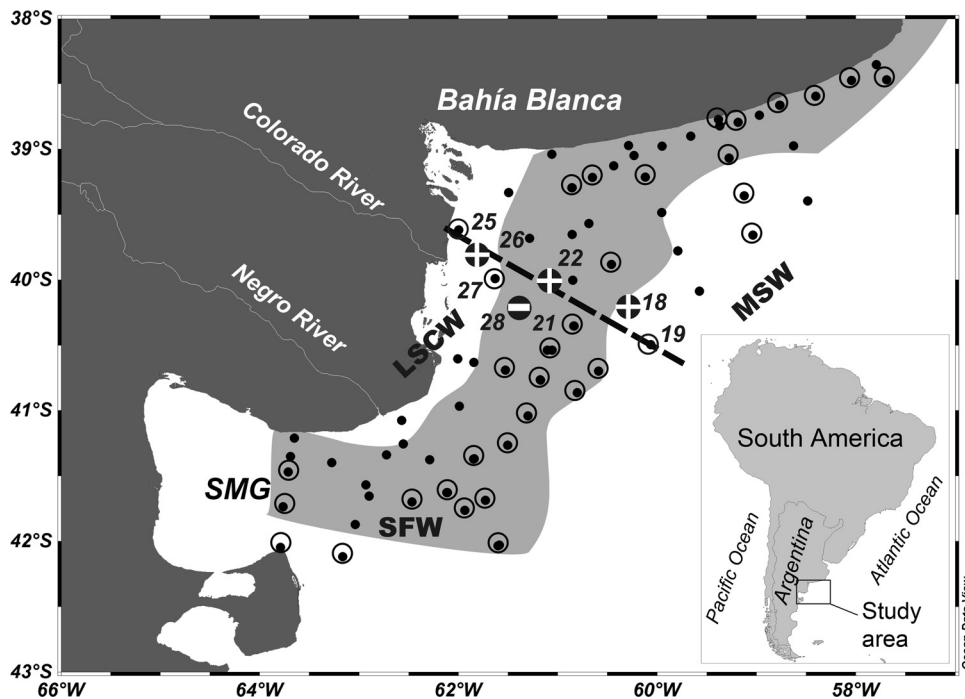 38°S
39°S
40°S
41°S
42°S
43°S
66°W
64°W
62°W
60°W
58°W
Bahía Blanca
Colorado River
Negro River
25
26
22
27
18
28
21
19
LSCW
MSW
SMG
SFW
South America
Pacific Ocean
Argentina
Atlantic Ocean
Study
area